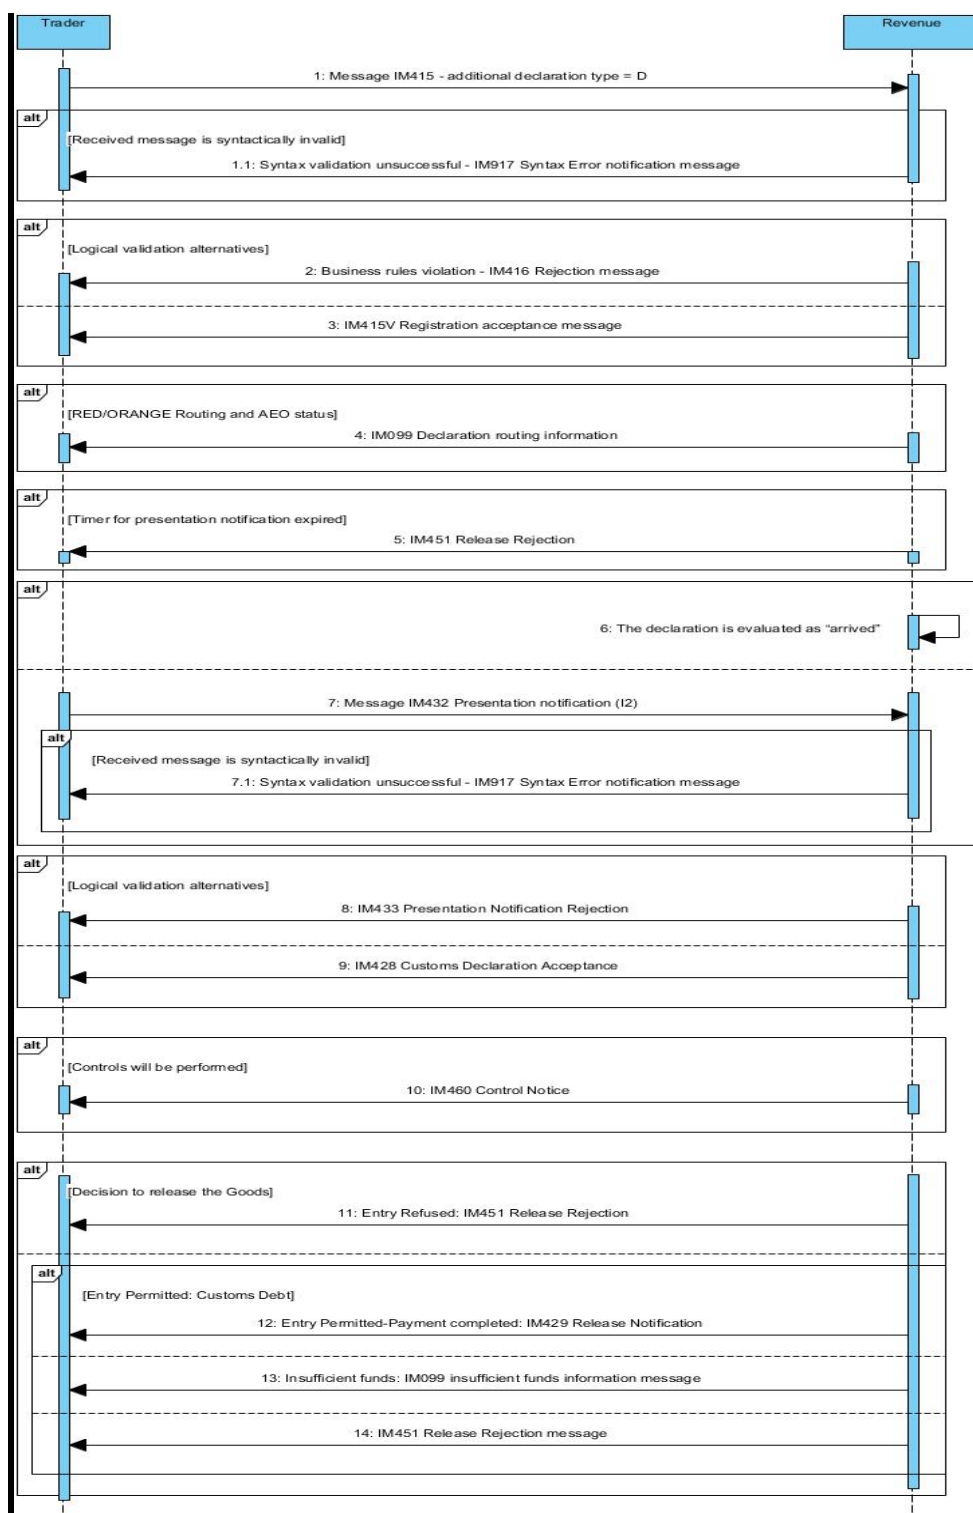 Trader
Revenue
1: Message IM415 - additional declaration type = D
alt
[Received message is syntactically invalid]
1.1: Syntax validation unsuccessful - IM917 Syntax Error notification message
alt
[Logical validation alternatives]
2: Business rules violation - IM416 Rejection message
3: IM415V Registration acceptance message
alt
[RED/ORANGE Routing and AEO status]
4: IM099 Declaration routing information
alt
[Timer for presentation notification expired]
5: IM451 Release Rejection
alt
6: The declaration is evaluated as “arrived”
7: Message IM432 Presentation notification (I2)
alt
[Received message is syntactically invalid]
7.1: Syntax validation unsuccessful - IM917 Syntax Error notification message
alt
[Logical validation alternatives]
8: IM433 Presentation Notification Rejection
9: IM428 Customs Declaration Acceptance
alt
[Controls will be performed]
10: IM460 Control Notice
alt
[Decision to release the Goods]
11: Entry Refused: IM451 Release Rejection
alt
[Entry Permitted: Customs Debt]
12: Entry Permitted-Payment completed: IM429 Release Notification
13: Insufficient funds: IM099 insufficient funds information message
14: IM451 Release Rejection message